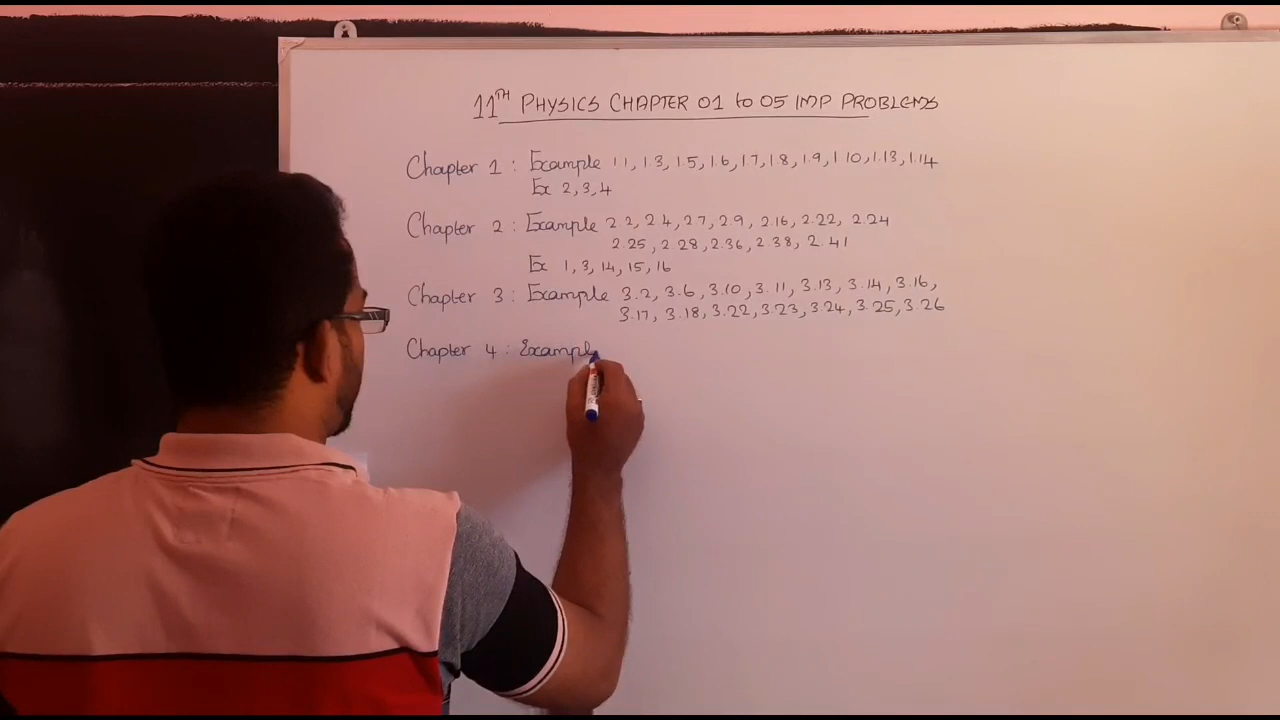 11TH PHYSICS CHAPTER 01 to 05 IMP PROBLEMS
Chapter 1 : Example 1 1, 1 3, 1.5, 1.6, 1.7, 1.8, 1.9, 1 10, 1.13, 1.14
Ex 2, 3, 4
Chapter 2 : Example 2 2, 2.4, 2 7, 2.9, 2.16, 2.22, 2.24
2.25, 2.28, 2.36, 2.38, 2.41
Ex 1, 3, 14, 15, 16
Chapter 3 : Example 3.2, 3.6, 3.10, 3.11, 3.13, 3.14, 3.16,
3.17, 3.18, 3.22, 3.23, 3.24, 3.25, 3.26
Chapter 4 : Exampl